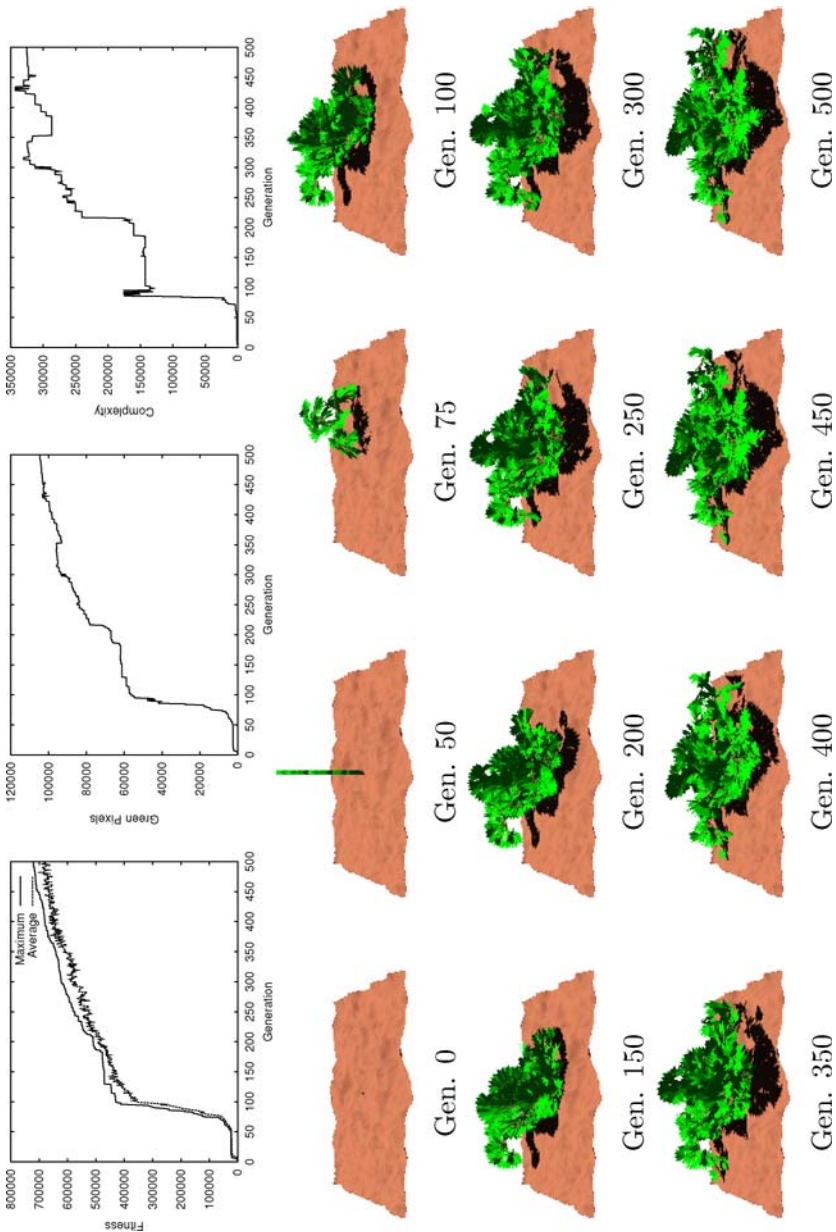 800000
700000
600000
500000
400000
300000
200000
100000
0
Fitness
Maximum
Average
0 50 100 150 200 250 300 350 400 450 500
Generation
120000
100000
80000
60000
40000
20000
0
Green Pixels
0 50 100 150 200 250 300 350 400 450 500
Generation
350000
300000
250000
200000
150000
100000
50000
0
Complexity
0 50 100 150 200 250 300 350 400 450 500
Generation
Gen. 0 Gen. 50 Gen. 75 Gen. 100
Gen. 150 Gen. 200 Gen. 250 Gen. 300
Gen. 350 Gen. 400 Gen. 450 Gen. 500